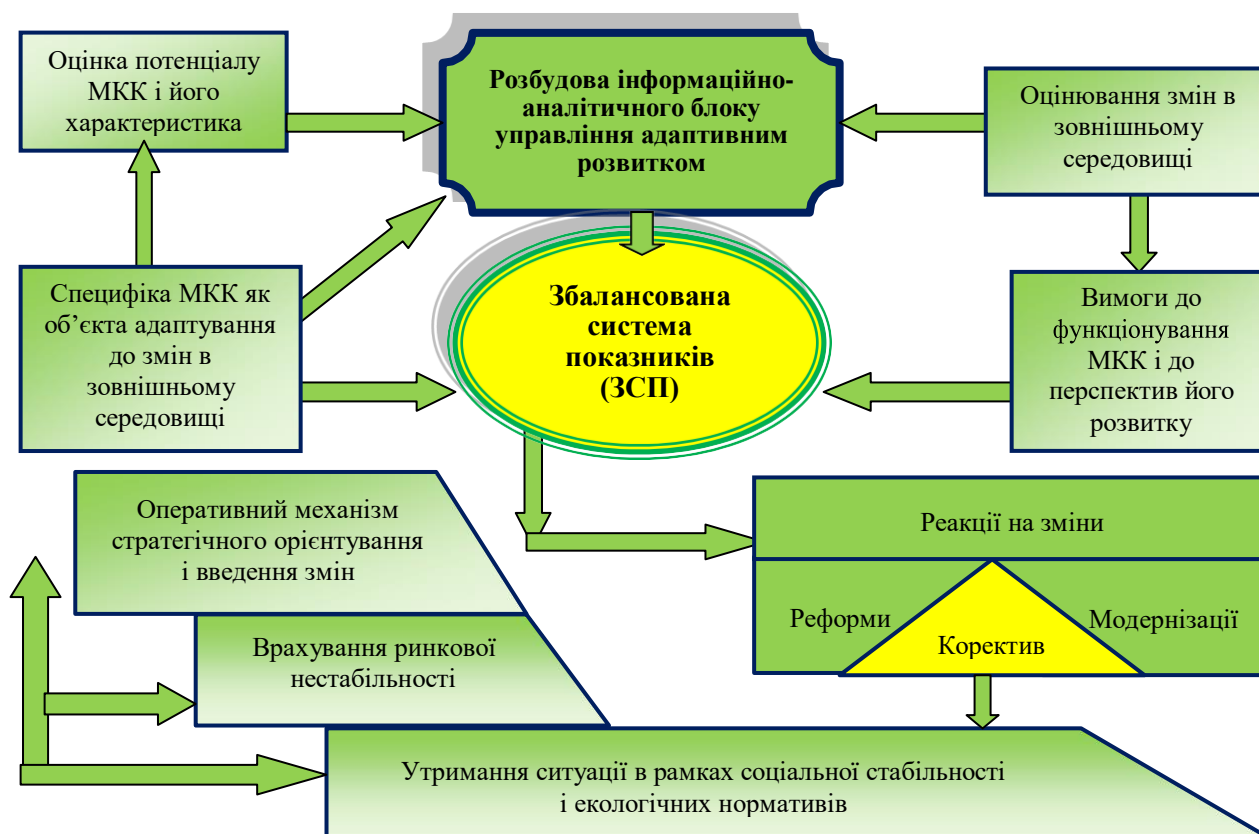 Оцінка потенціалу
МКК і його
характеристика
Розбудова інформаційно-
аналітичного блоку
управління адаптивним
розвитком
Оцінювання змін в
зовнішньому
середовищі
Специфіка МКК як
об’єкта адаптування
до змін в
зовнішньому
середовищі
Збалансована
система
показників
(ЗСП)
Вимоги до
функціонування
МКК і до
перспектив його
розвитку
Оперативний механізм
стратегічного орієнтування
і введення змін
Врахування ринкової
нестабільності
Реакції на зміни
Реформи
Коректив
Модернізації
Утримання ситуації в рамках соціальної стабільності
і екологічних нормативів